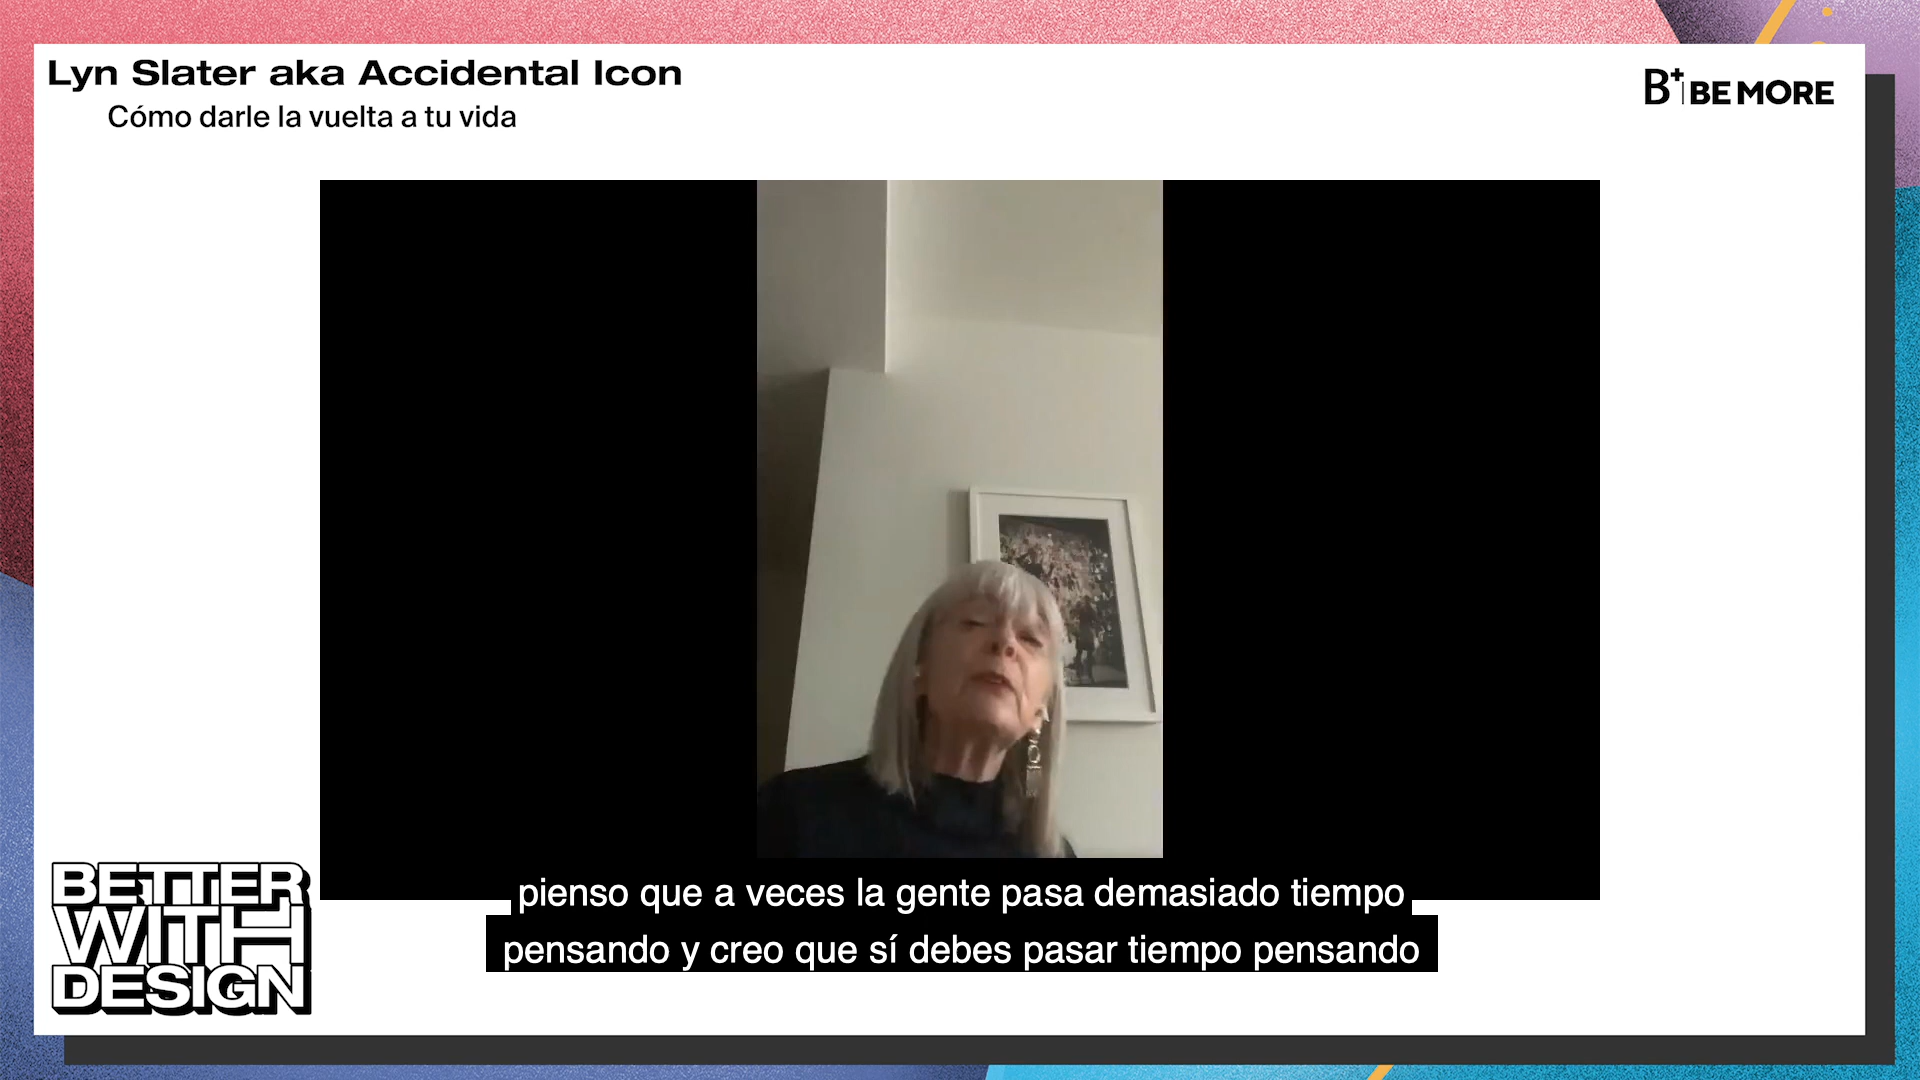 Lyn Slater aka Accidental Icon
Cómo darle la vuelta a tu vida
B+ BE MORE
pienso que a veces la gente pasa demasiado tiempo
pensando y creo que sí debes pasar tiempo pensando
BETTER
WITH
DESIGN